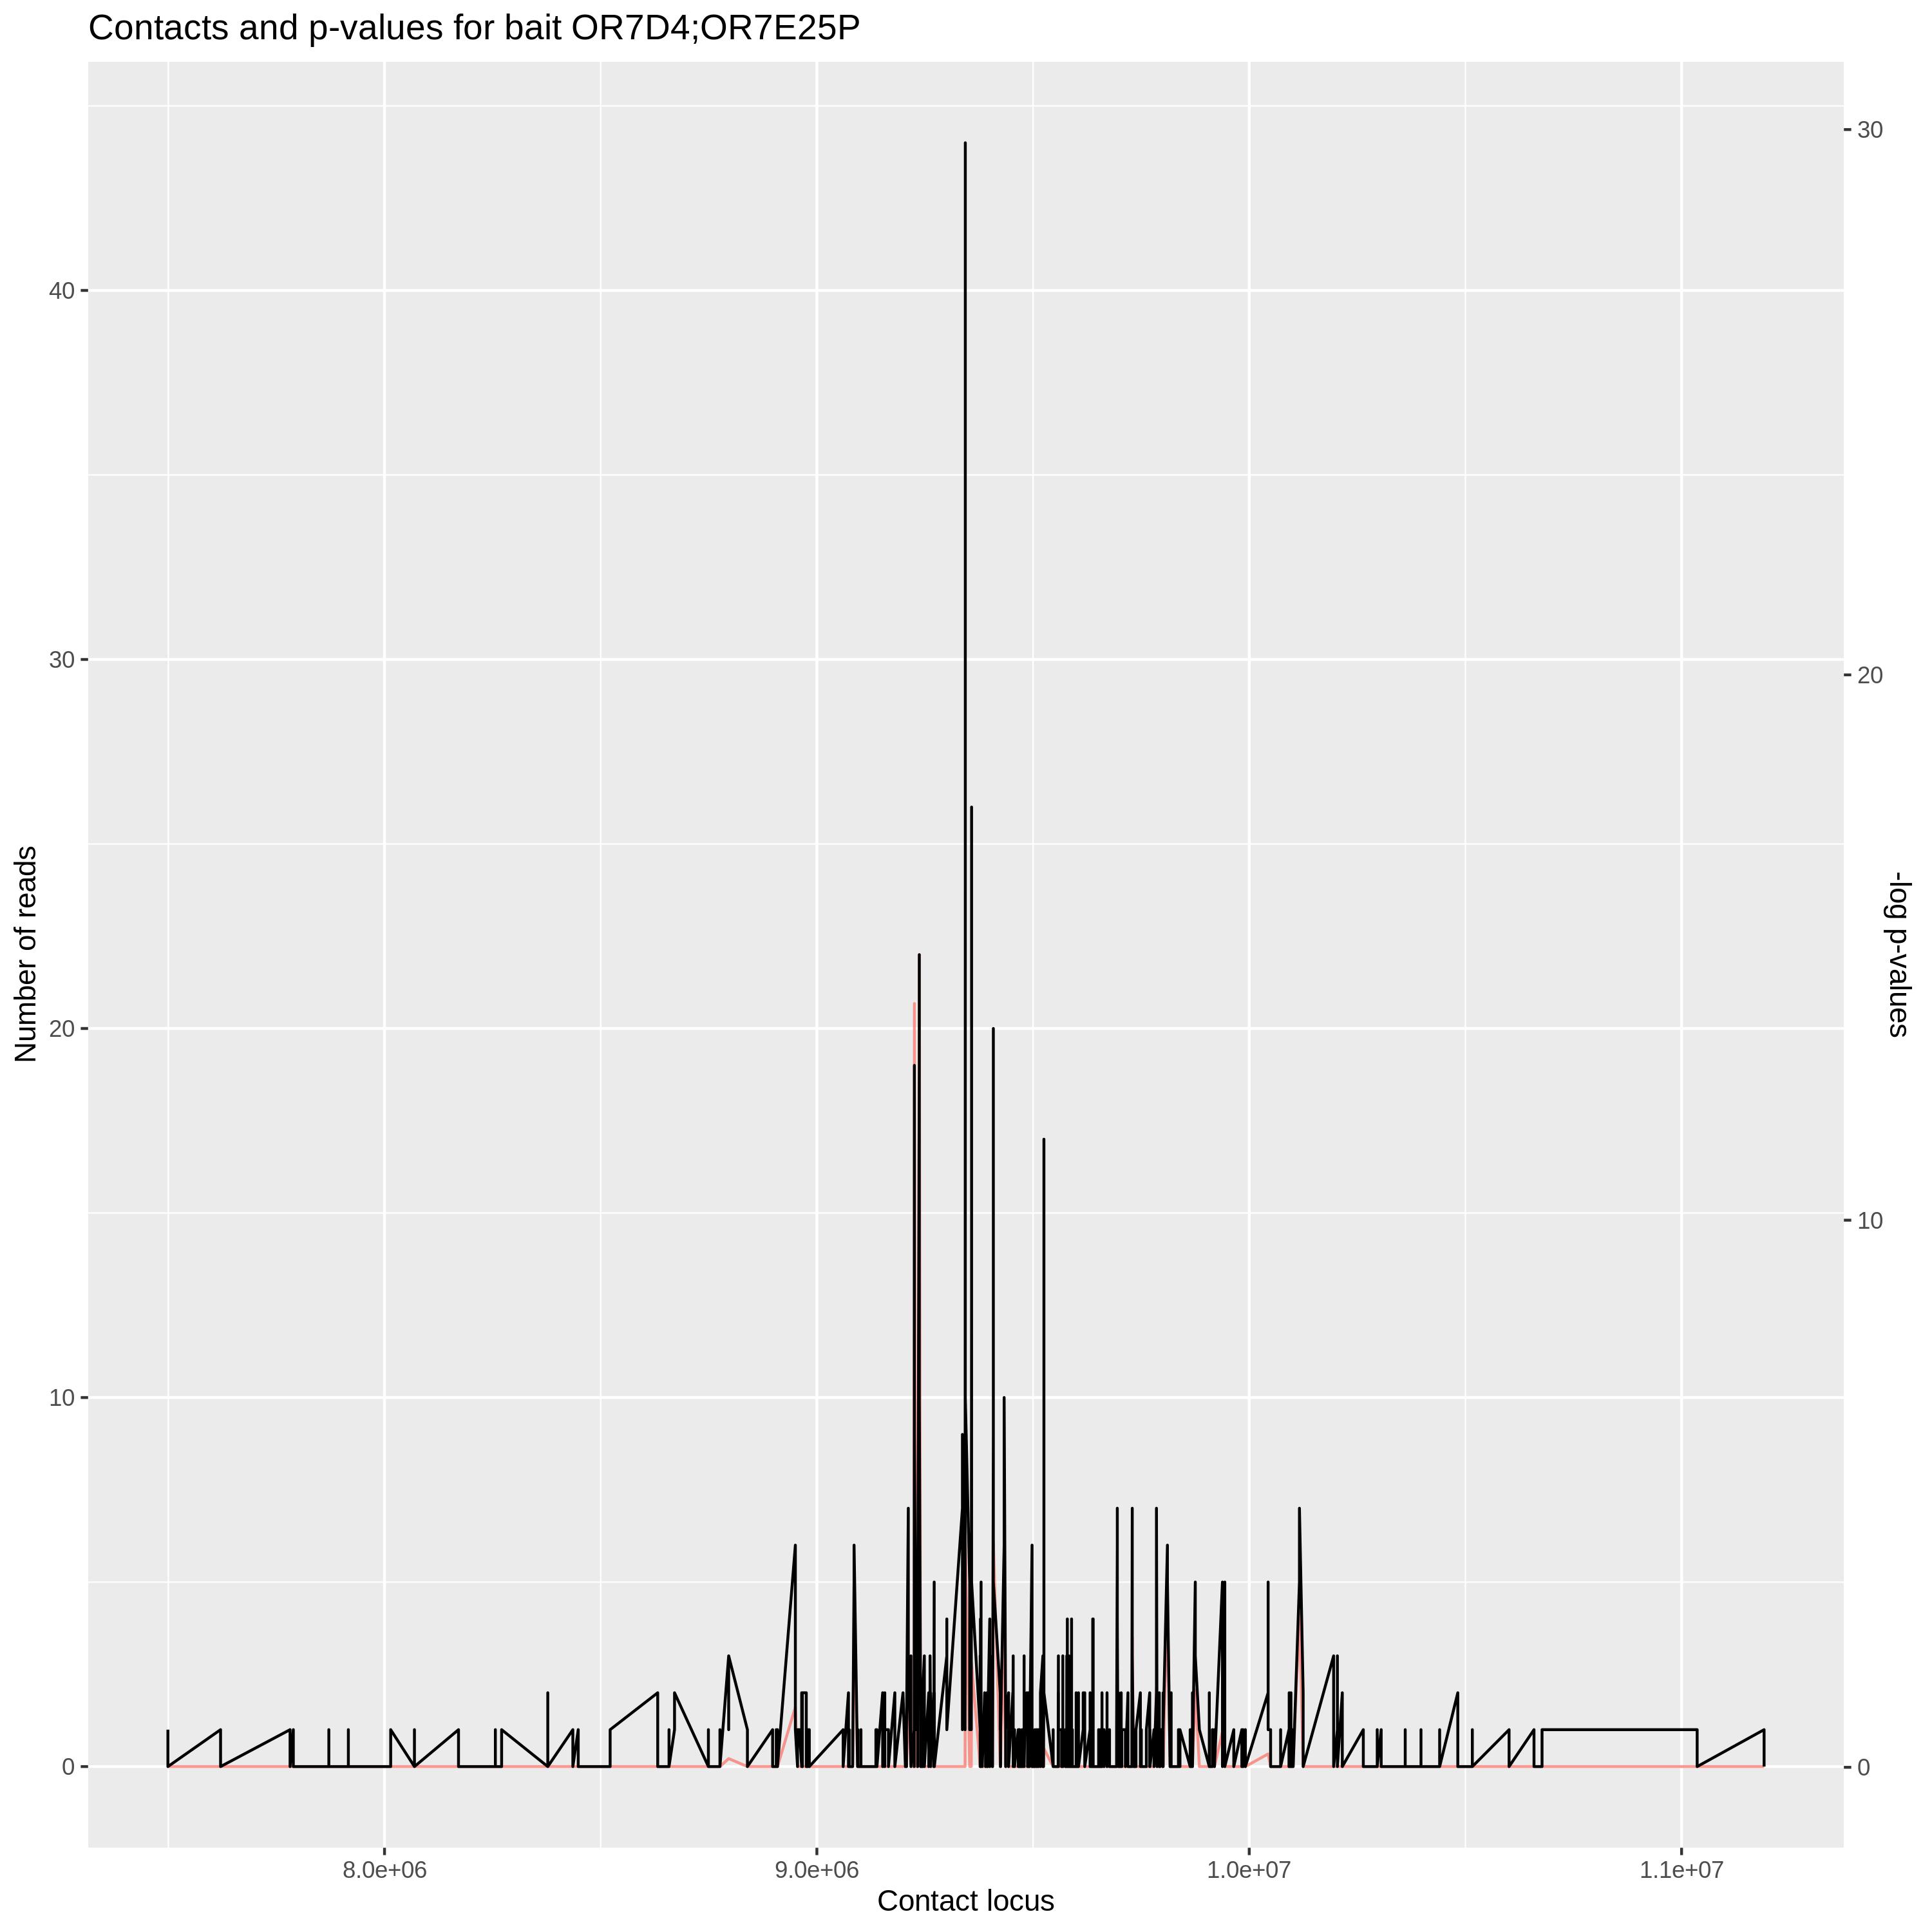 Contacts and p-values for bait OR7D4;OR7E25P
30
40
30
20
Number of reads
-log p-values
20
10
10
0
0
8.0e+06
9.0e+06
1.0e+07
1.1e+07
Contact locus